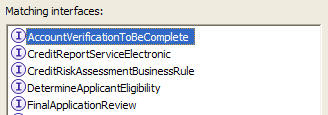 Matching interfaces:
AccountVerificationToBeComplete
CreditReportServiceElectronic
CreditRiskAssessmentBusinessRule
DetermineApplicantEligibility
FinalApplicationReview